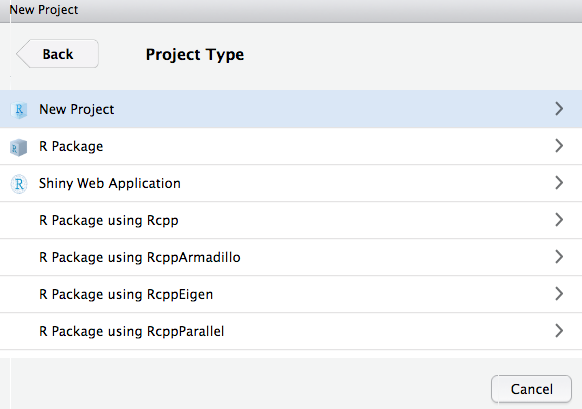 New Project
Back
Project Type
New Project
R Package
Shiny Web Application
R Package using Rcpp
R Package using RcppArmadillo
R Package using RcppEigen
R Package using RcppParallel
Cancel